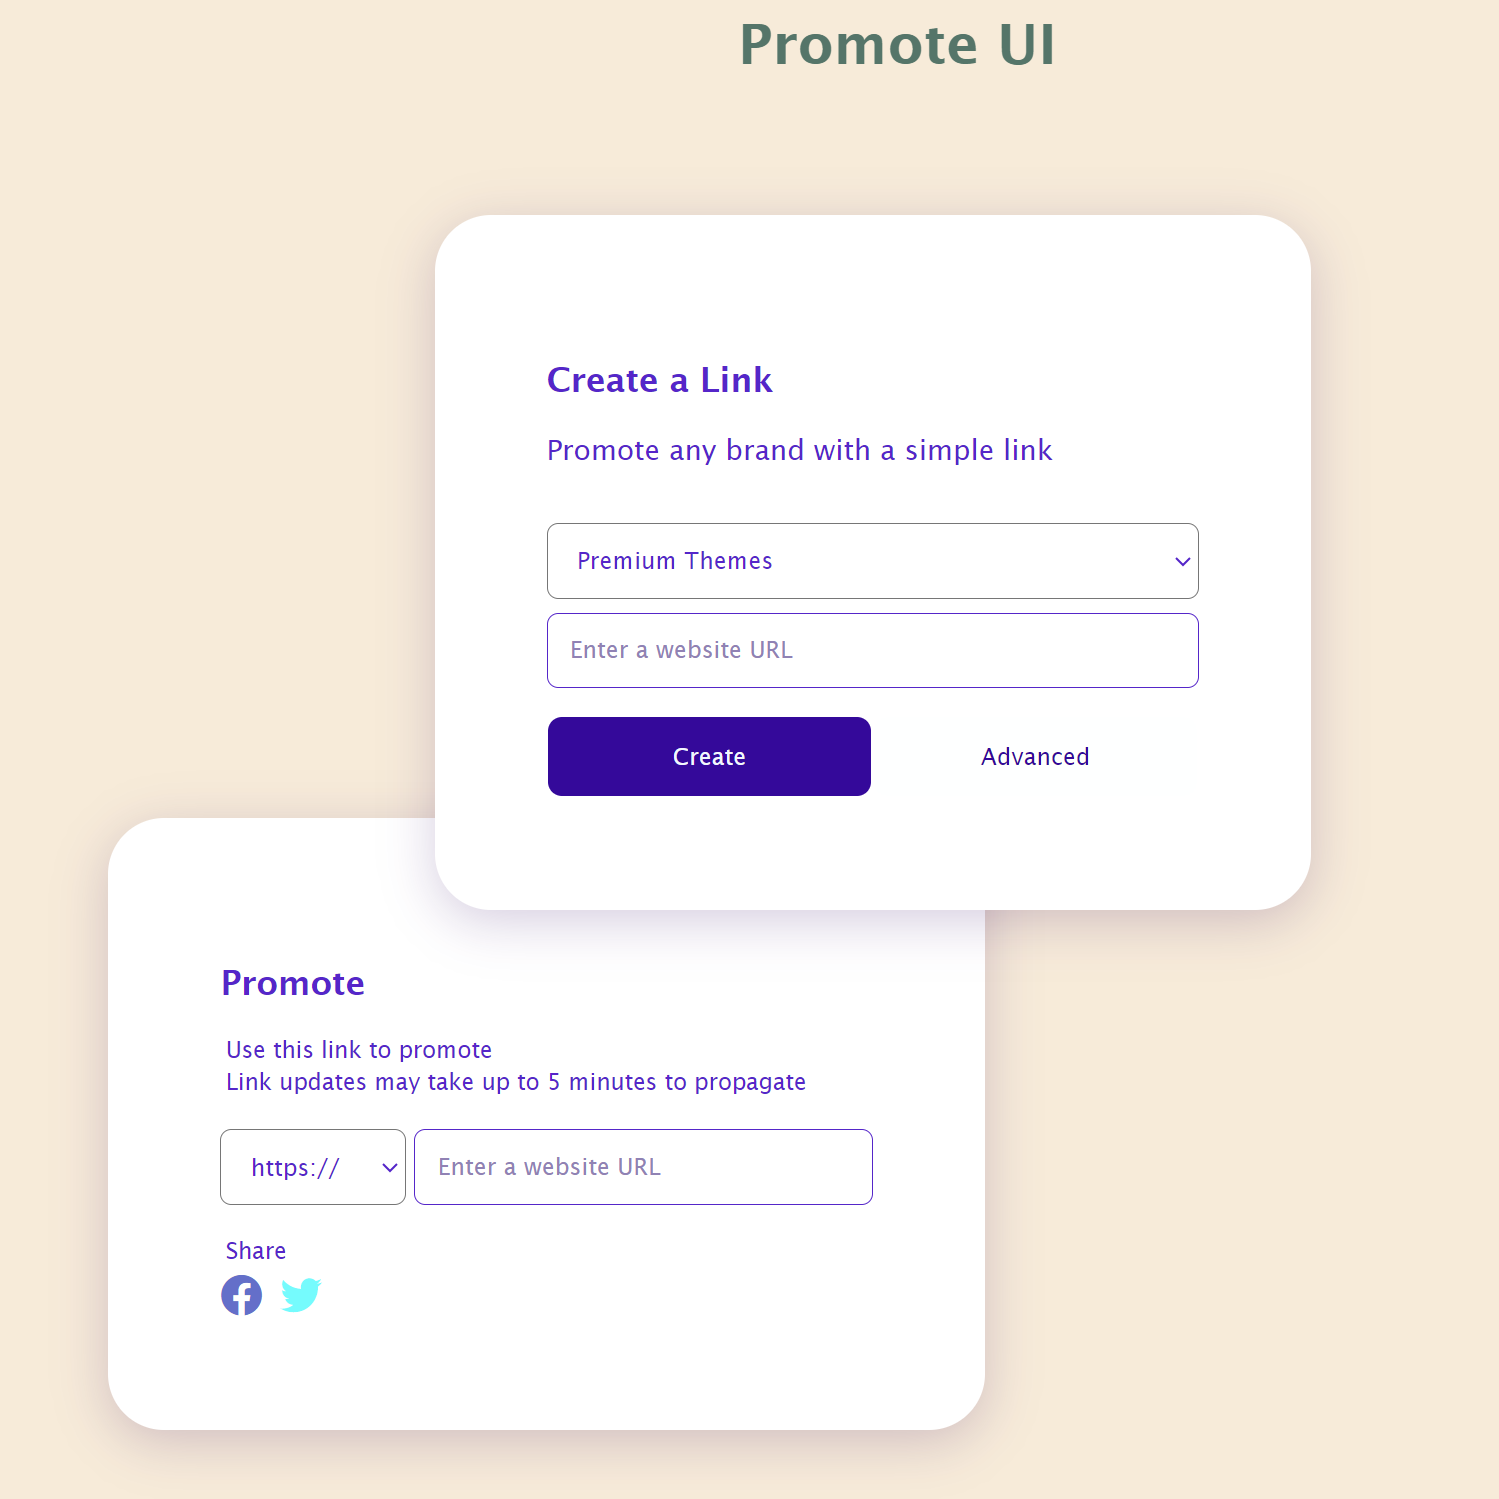 Promote UI
Create a Link
Promote any brand with a simple link
Premium Themes
Enter a website URL
Create
Advanced
Promote
Use this link to promote
Link updates may take up to 5 minutes to propagate
https://
Enter a website URL
Share